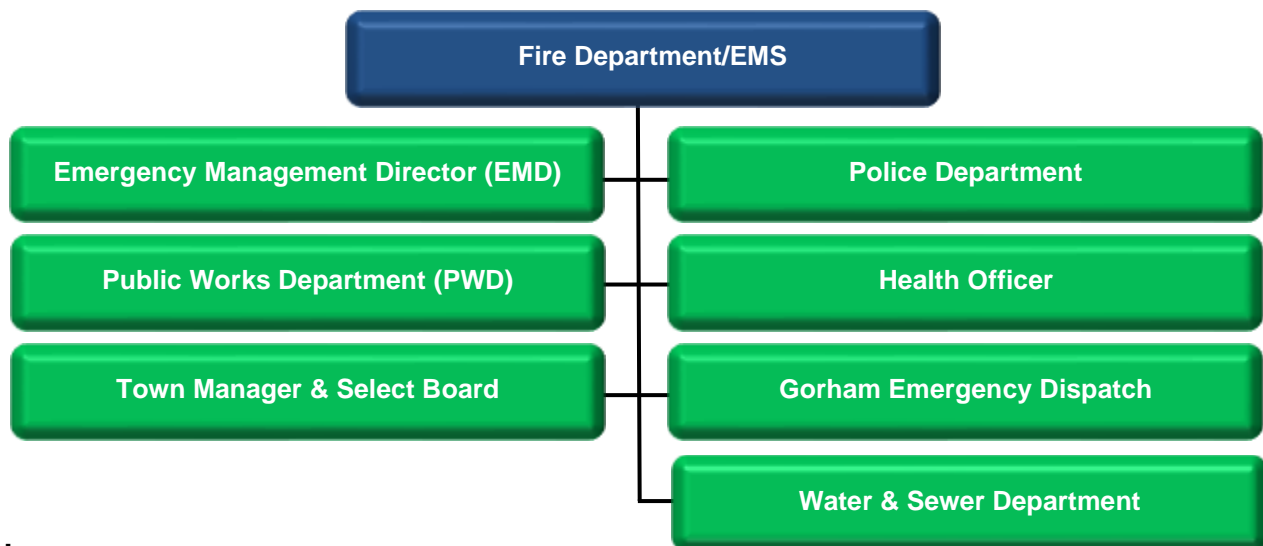 Fire Department/EMS
Emergency Management Director (EMD)
Police Department
Public Works Department (PWD)
Health Officer
Town Manager & Select Board
Gorham Emergency Dispatch
Water & Sewer Department